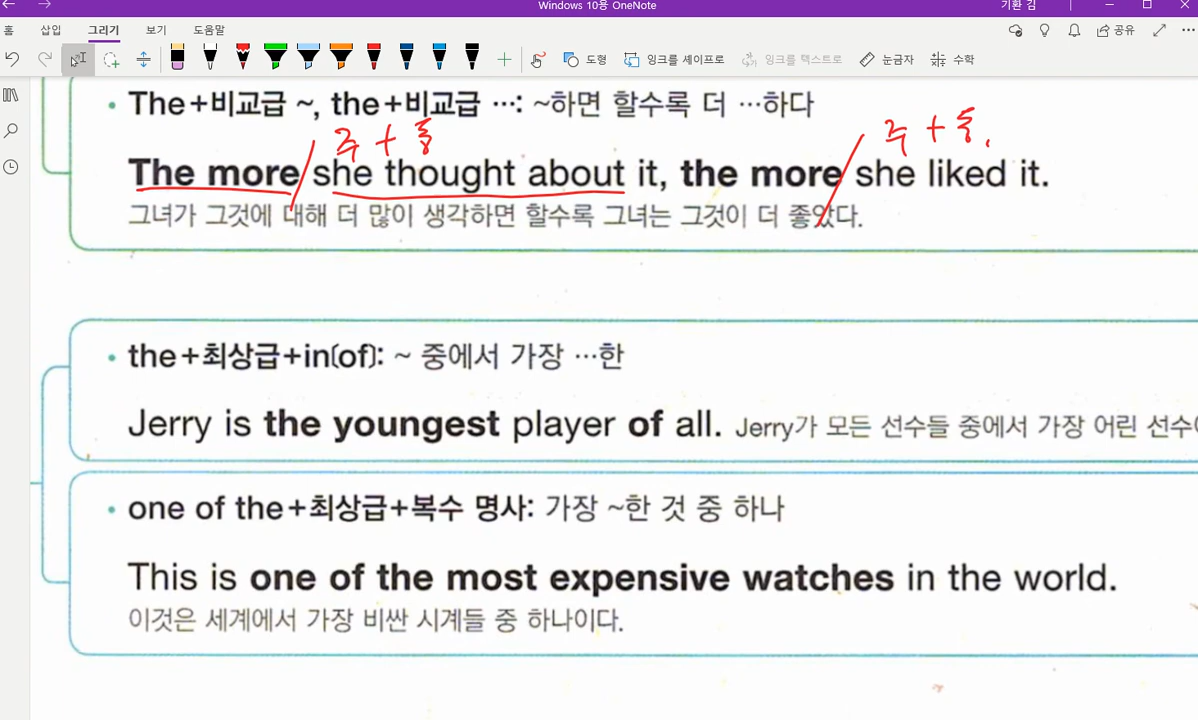 Windows 10용 OneNote
기환 김
홈 삽입 그리기 보기 도움말
공유
도형 잉크를 셰이프로 잉크를 텍스트로 눈금자 수학
• The+비교급 ~, the+비교급 …: ~하면 할수록 더 …하다
주 + 동 주 + 동.
The more she thought about it, the more she liked it.
그녀가 그것에 대해 더 많이 생각하면 할수록 그녀는 그것이 더 좋았다.
• the+최상급+in(of): ~ 중에서 가장 …한
Jerry is the youngest player of all. Jerry가 모든 선수들 중에서 가장 어린 선수
• one of the+최상급+복수 명사: 가장 ~한 것 중 하나
This is one of the most expensive watches in the world.
이것은 세계에서 가장 비싼 시계들 중 하나이다.